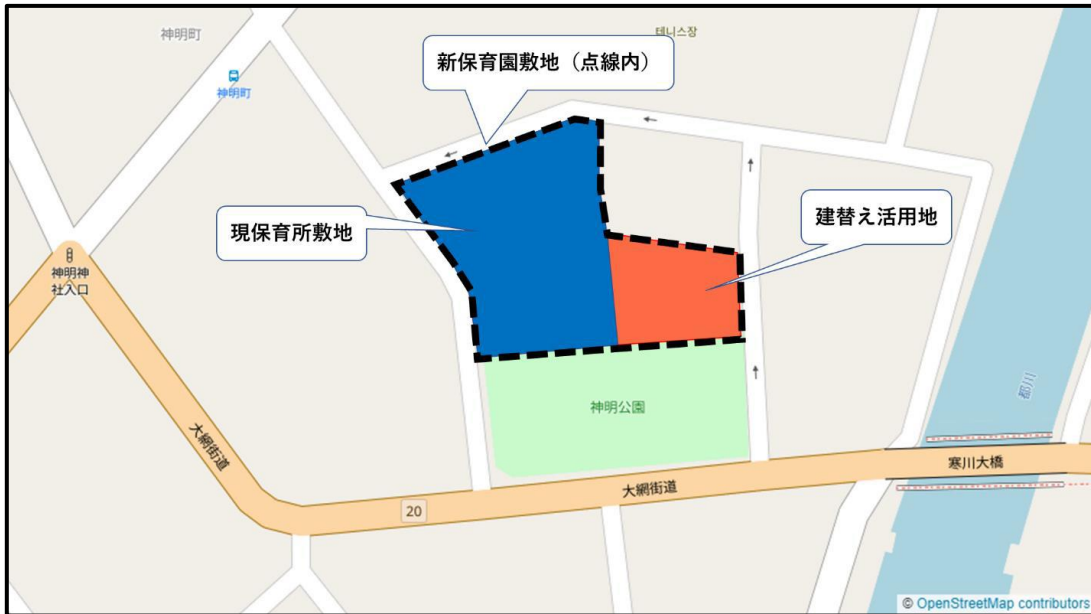 神明町
테니스장
新保育園敷地（点線内）
神明町
現保育所敷地
建替え活用地
神明神
社入口
神明公園
都川
大網街道
寒川大橋
大網街道
20
© OpenStreetMap contributors